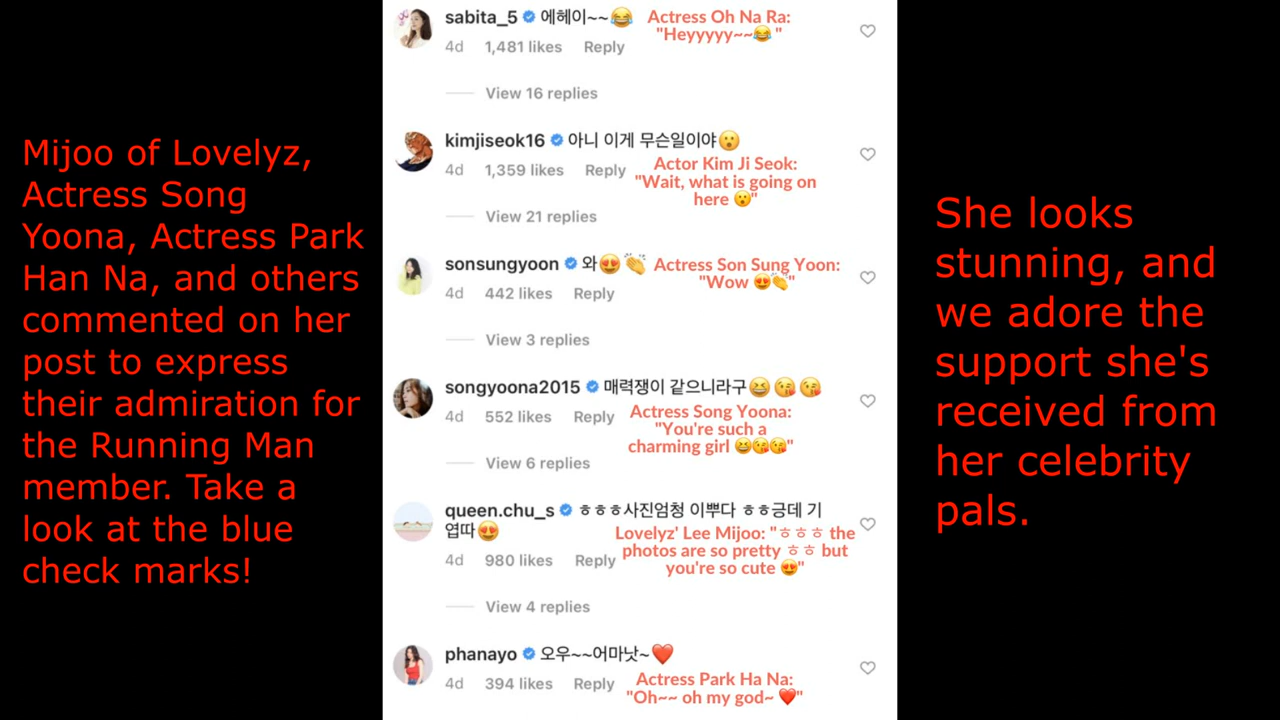 Mijoo of Lovelyz,
Actress Song
Yoona, Actress Park
Han Na, and others
commented on her
post to express
their admiration for
the Running Man
member. Take a
look at the blue
check marks!
sabita_5 에헤이~~😂
Actress Oh Na Ra:
"Heyyyyy~~😂 "
4d 1,481 likes Reply
View 16 replies
kimjiseok16 아니 이게 무슨일이야😮
Actor Kim Ji Seok:
"Wait, what is going on
here 😮"
4d 1,359 likes Reply
View 21 replies
sonsungyoon 와😍👏
Actress Son Sung Yoon:
"Wow 😍👏"
4d 442 likes Reply
View 3 replies
songyoona2015 매력쟁이 같으니라구😆😘😘
Actress Song Yoona:
"You're such a
charming girl 😆😘😘"
4d 552 likes Reply
View 6 replies
queen.chu_s ㅎㅎㅎ사진엄청 이뿌다 ㅎㅎ긍데 기
엽따😍
Lovelyz' Lee Mijoo: "ㅎㅎㅎ the
photos are so pretty ㅎㅎ but
you're so cute 😍"
4d 980 likes Reply
View 4 replies
phanayo 오우~~어마낫~❤️
Actress Park Ha Na:
"Oh~~ oh my god~ ❤️"
4d 394 likes Reply
She looks
stunning, and
we adore the
support she's
received from
her celebrity
pals.